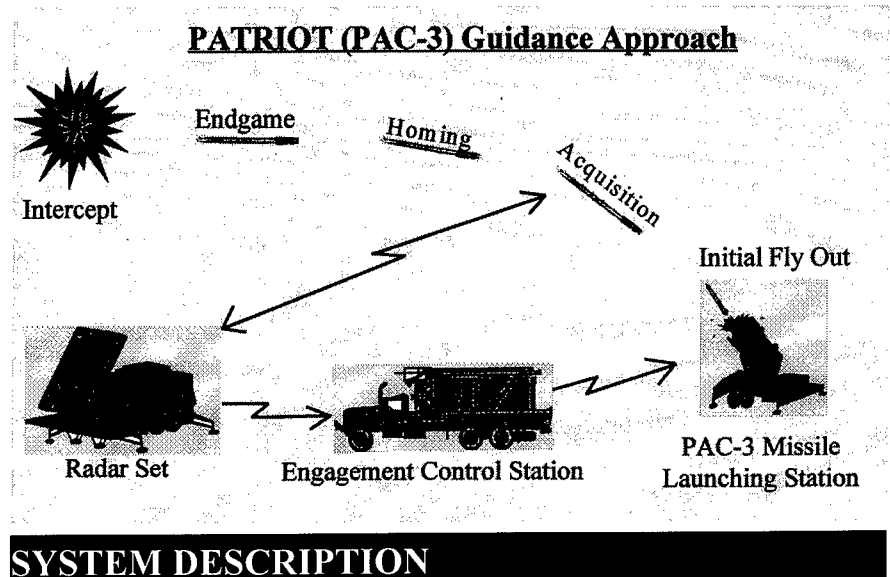 PATRIOT (PAC-3) Guidance Approach
Endgame
Homing
Acquisition
Intercept
Initial Fly Out
Radar Set
Engagement Control Station
PAC-3 Missile
Launching Station
SYSTEM DESCRIPTION